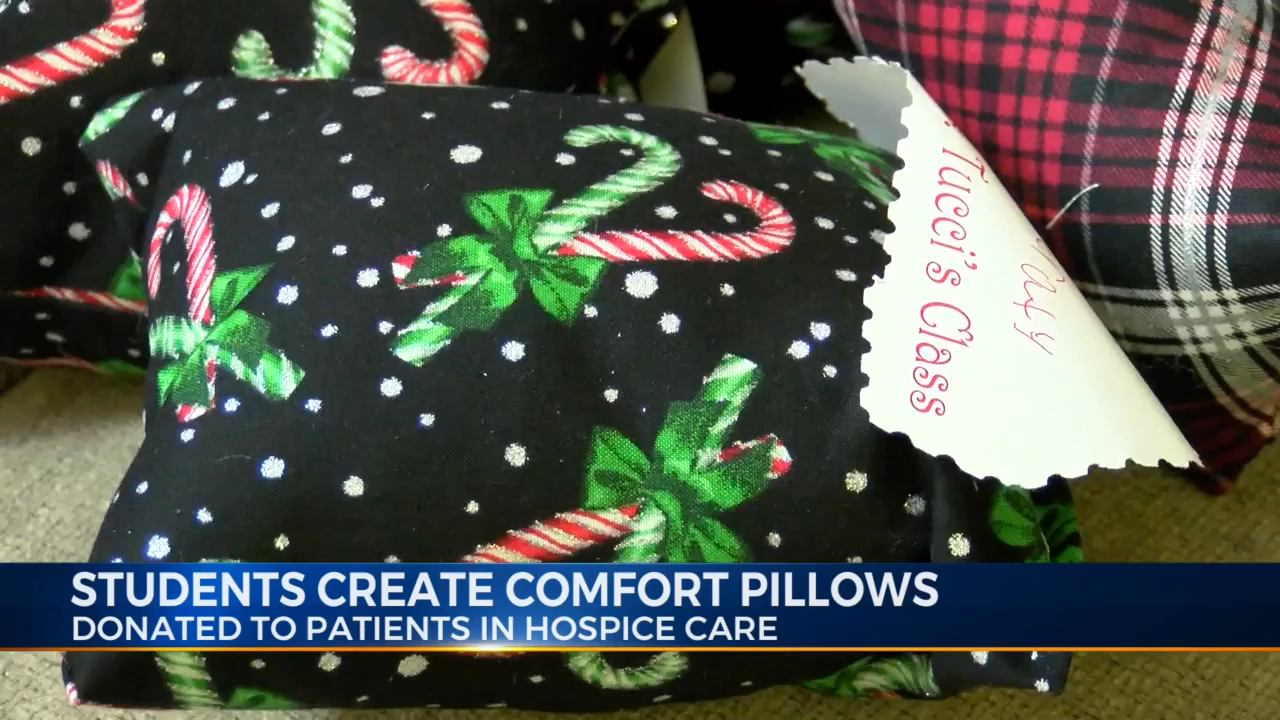 Tucci's Class
STUDENTS CREATE COMFORT PILLOWS
DONATED TO PATIENTS IN HOSPICE CARE